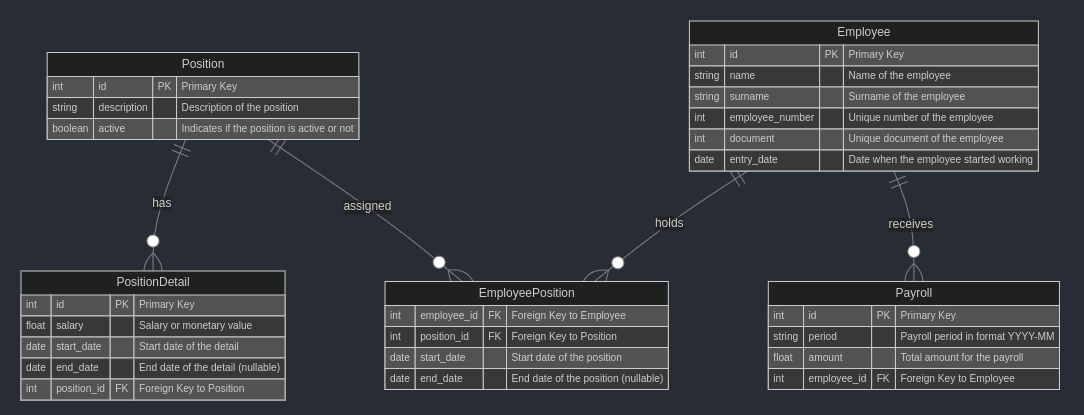 Position
int id PK Primary Key
string description Description of the position
boolean active Indicates if the position is active or not
Employee
int id PK Primary Key
string name Name of the employee
string surname Surname of the employee
int employee_number Unique number of the employee
int document Unique document of the employee
date entry_date Date when the employee started working
has
assigned
holds
receives
PositionDetail
int id PK Primary Key
float salary Salary or monetary value
date start_date Start date of the detail
date end_date End date of the detail (nullable)
int position_id FK Foreign Key to Position
EmployeePosition
int employee_id FK Foreign Key to Employee
int position_id FK Foreign Key to Position
date start_date Start date of the position
date end_date End date of the position (nullable)
Payroll
int id PK Primary Key
string period Payroll period in format YYYY-MM
float amount Total amount for the payroll
int employee_id FK Foreign Key to Employee